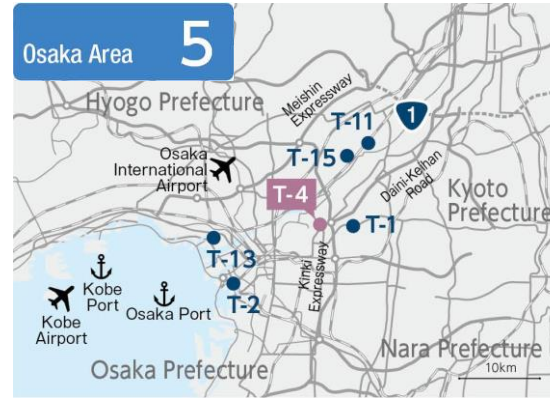 Osaka Area
5
Hyogo Prefecture
Meishin
Expressway
1
T-11
T-15
Osaka
International
Airport
T-4
Daini-Keihan
Road
Kyoto
Prefecture
T-1
T-13
Kinki
Expressway
Kobe
Port
T-2
Osaka Port
Kobe
Airport
Nara Prefecture
Osaka Prefecture
10km